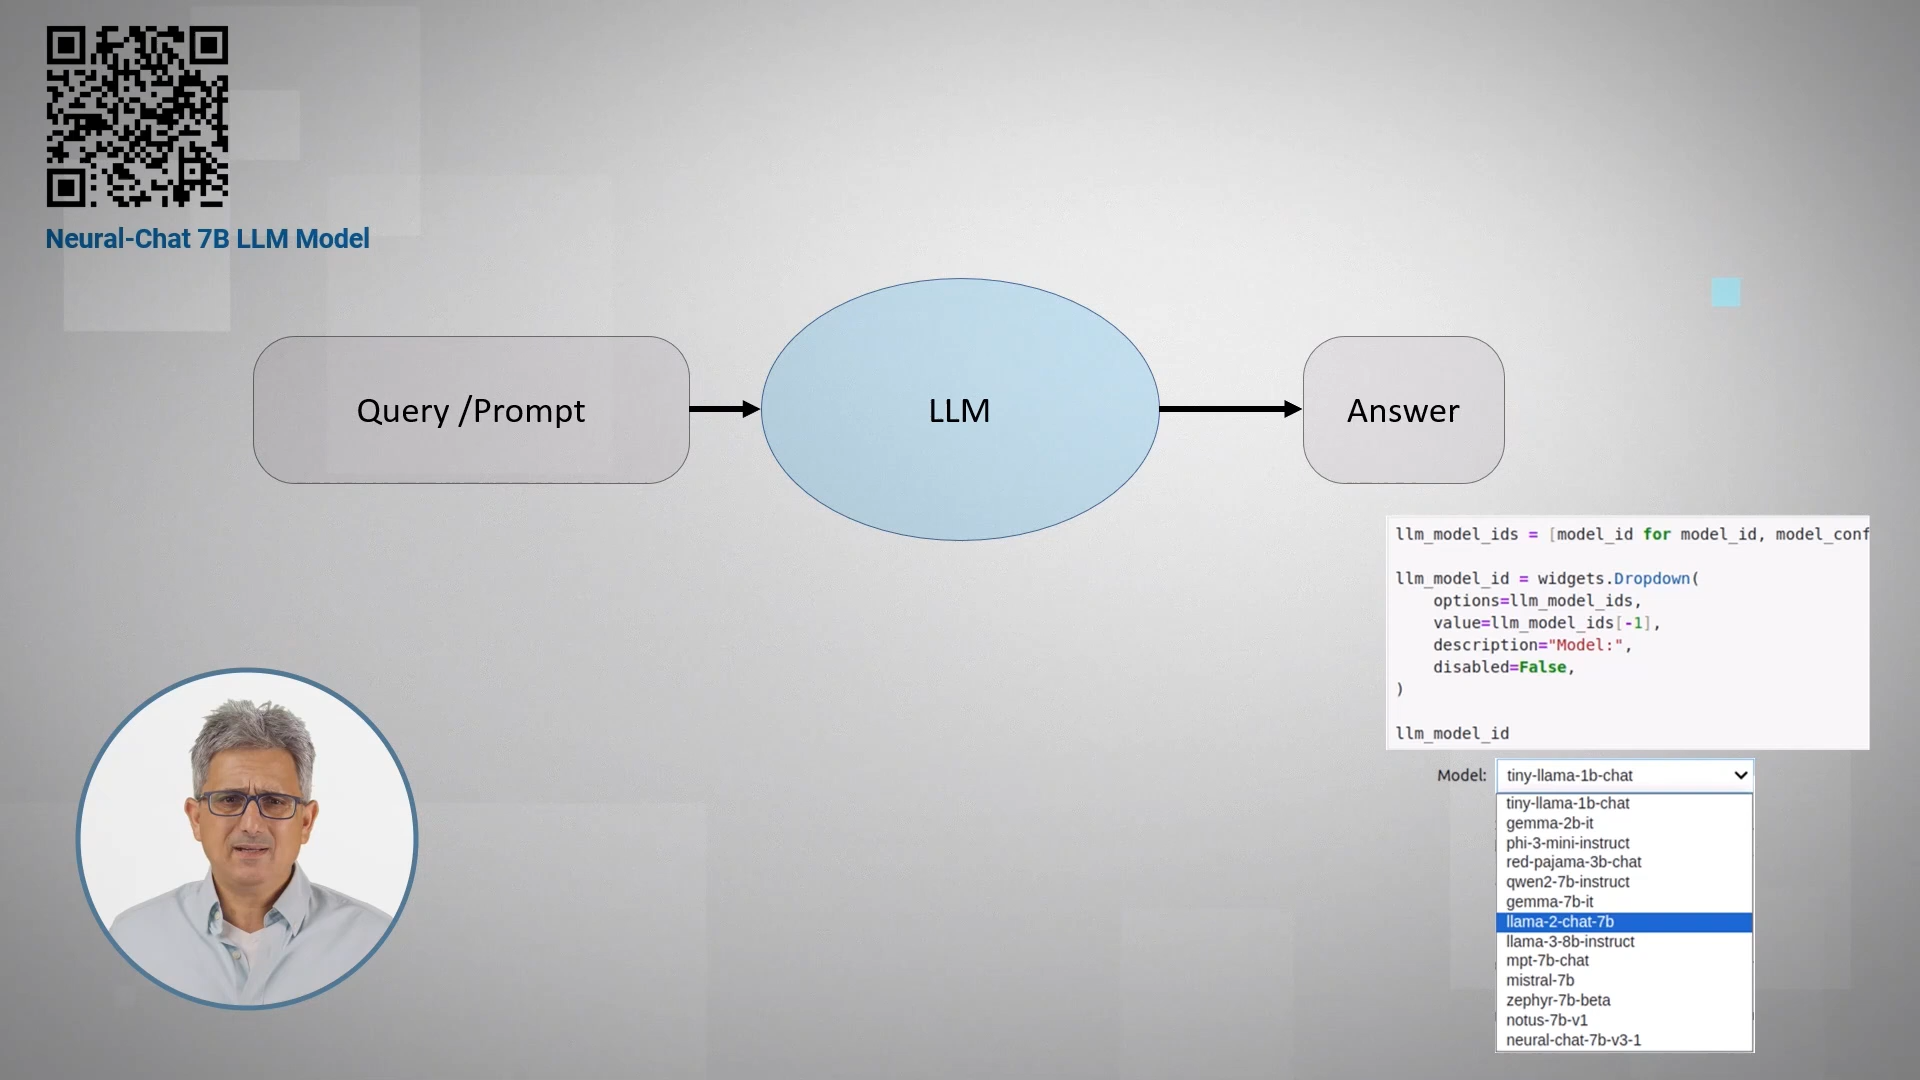 Neural-Chat 7B LLM Model
Query /Prompt
LLM
Answer
llm_model_ids = [model_id for model_id, model_conf
llm_model_id = widgets.Dropdown(
    options=llm_model_ids,
    value=llm_model_ids[-1],
    description="Model:",
    disabled=False,
)
llm_model_id
Model: tiny-llama-1b-chat
tiny-llama-1b-chat
gemma-2b-it
phi-3-mini-instruct
red-pajama-3b-chat
qwen2-7b-instruct
gemma-7b-it
llama-2-chat-7b
llama-3-8b-instruct
mpt-7b-chat
mistral-7b
zephyr-7b-beta
notus-7b-v1
neural-chat-7b-v3-1